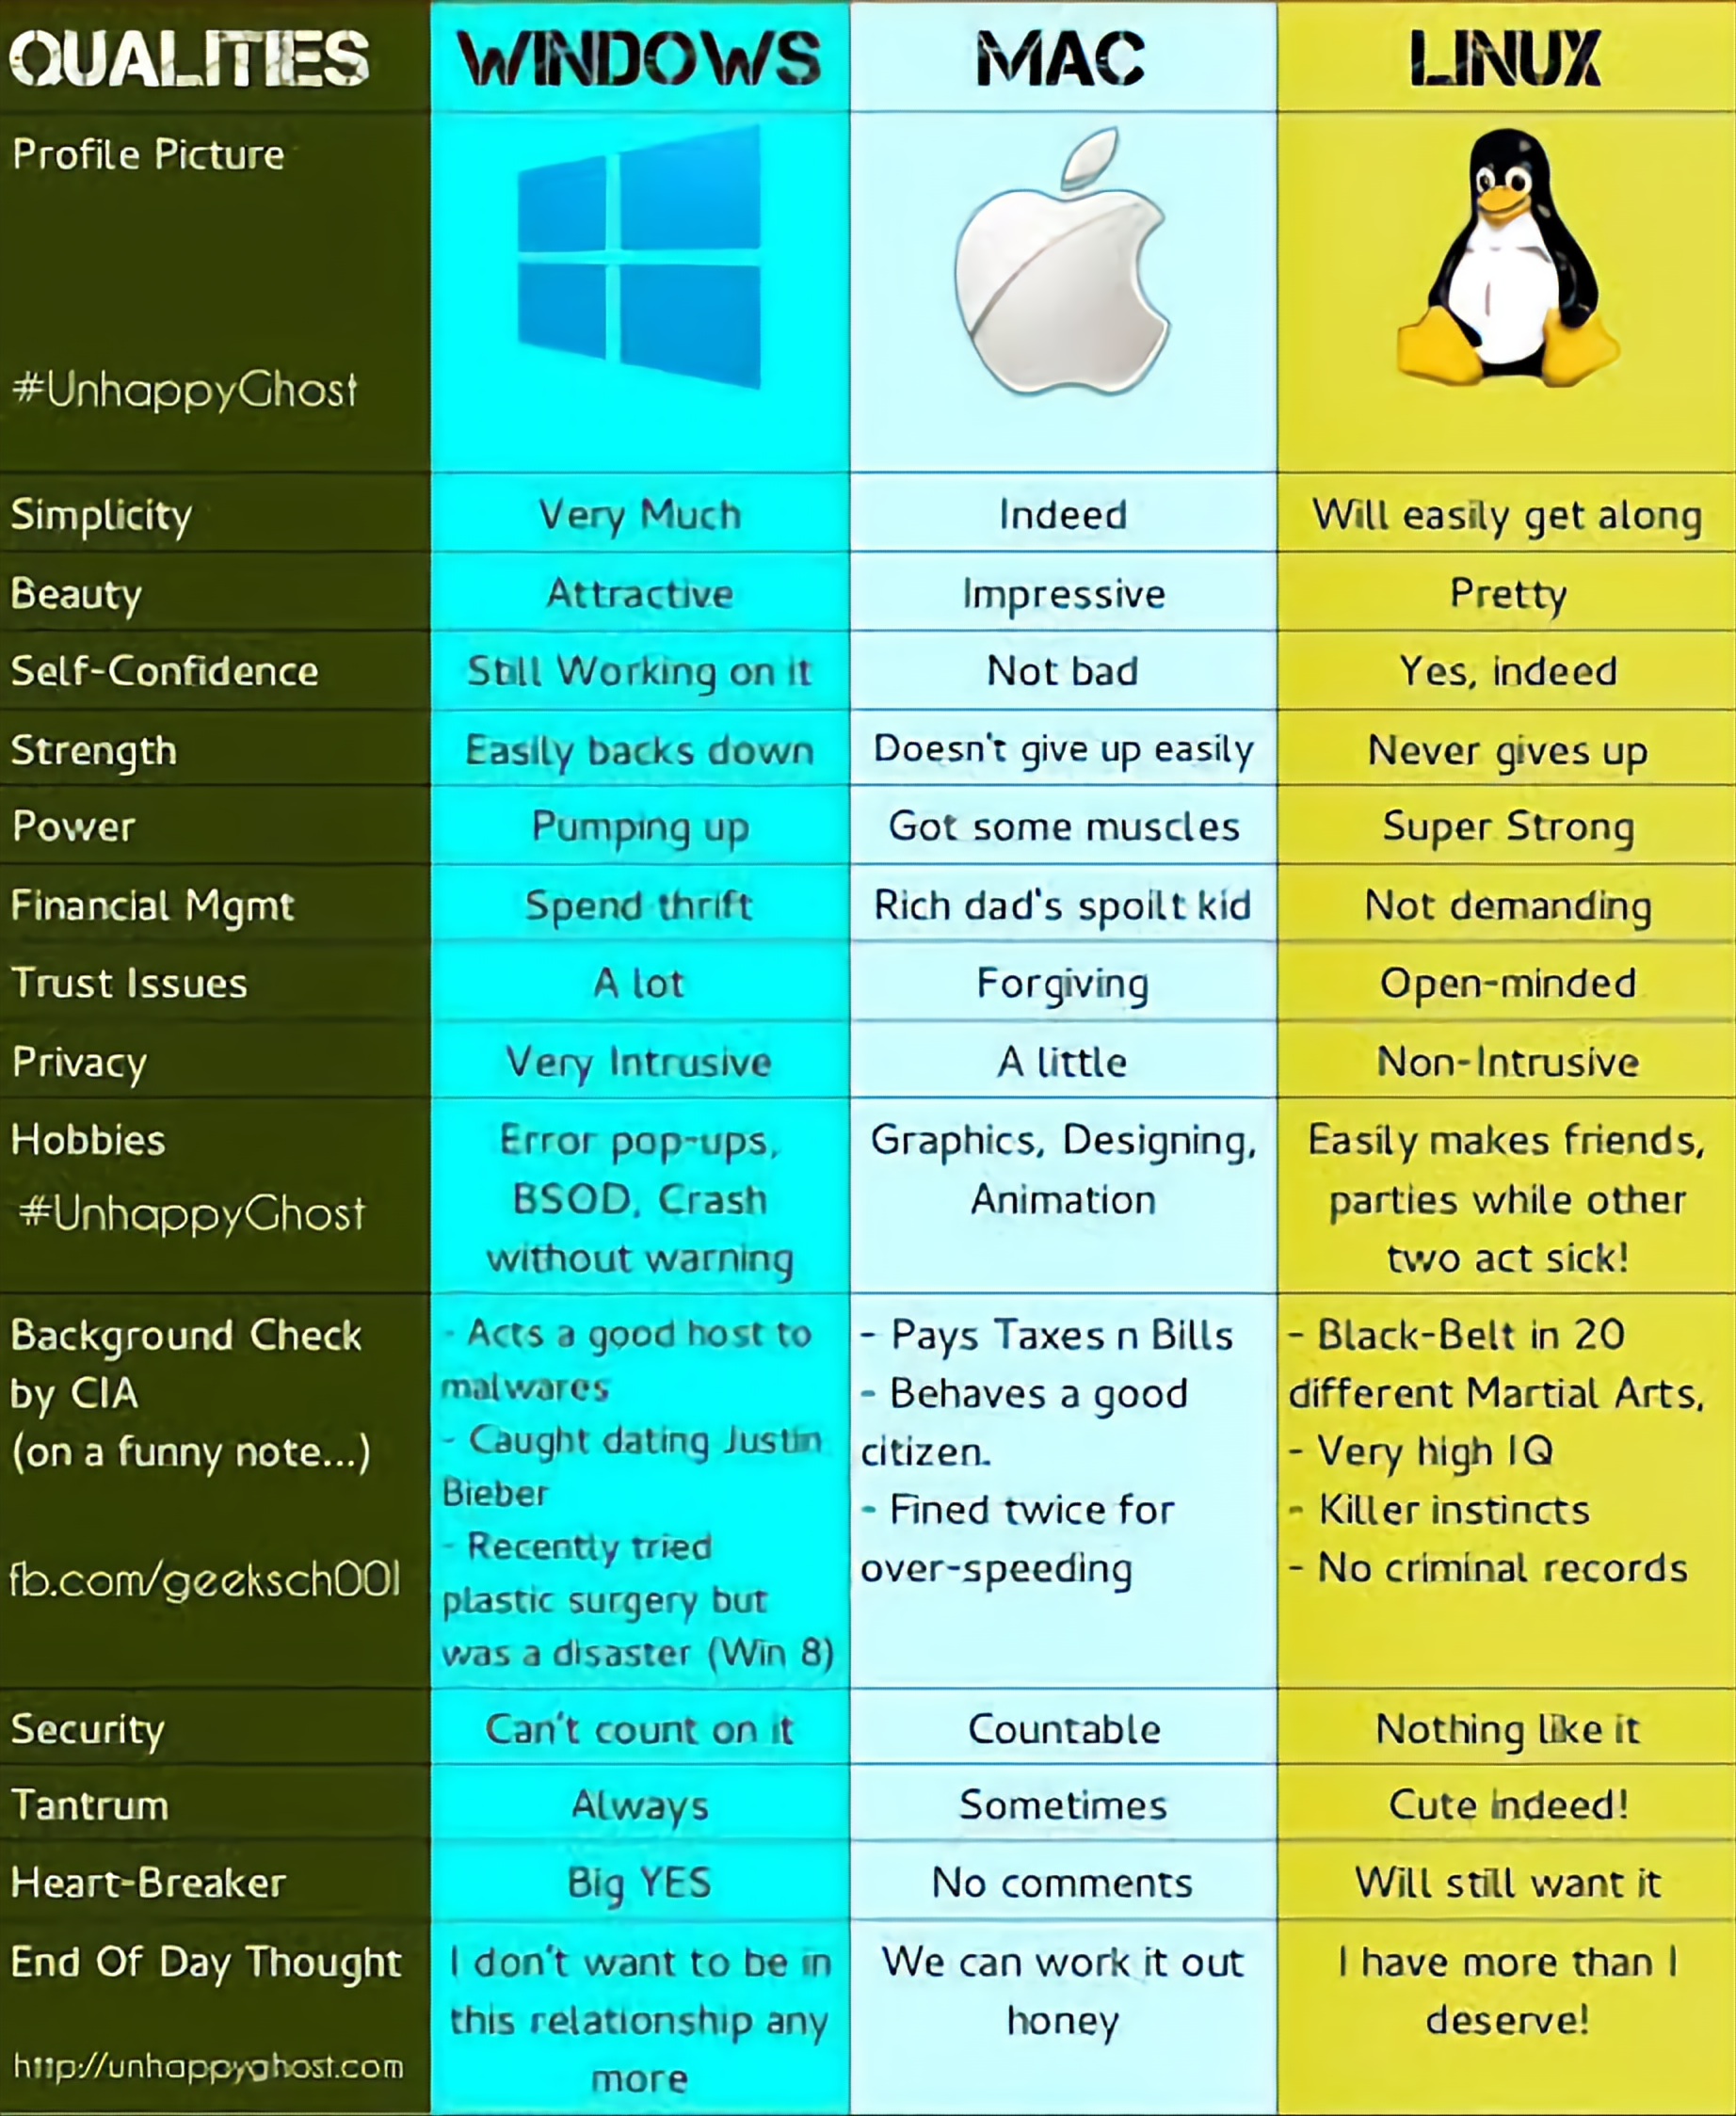 QUALITIES WINDOWS MAC LINUX
Profile Picture
#UnhappyGhost
Simplicity Very Much Indeed Will easily get along
Beauty Attractive Impressive Pretty
Self-Confidence Still Working on it Not bad Yes, indeed
Strength Easily backs down Doesn't give up easily Never gives up
Power Pumping up Got some muscles Super Strong
Financial Mgmt Spend thrift Rich dad's spoilt kid Not demanding
Trust Issues A lot Forgiving Open-minded
Privacy Very Intrusive A little Non-Intrusive
Hobbies
#UnhappyGhost
Error pop-ups,
BSOD, Crash
without warning
Graphics, Designing,
Animation
Easily makes friends,
parties while other
two act sick!
Background Check
by CIA
(on a funny note...)
fb.com/geeksch00l
- Acts a good host to
malwares
- Caught dating Justin
Bieber
- Recently tried
plastic surgery but
was a disaster (Win 8)
- Pays Taxes n Bills
- Behaves a good
citizen.
- Fined twice for
over-speeding
- Black-Belt in 20
different Martial Arts,
- Very high IQ
- Killer instincts
- No criminal records
Security Can't count on it Countable Nothing like it
Tantrum Always Sometimes Cute indeed!
Heart-Breaker Big YES No comments Will still want it
End Of Day Thought
http://unhappyghost.com
I don't want to be in
this relationship any
more
We can work it out
honey
I have more than I
deserve!